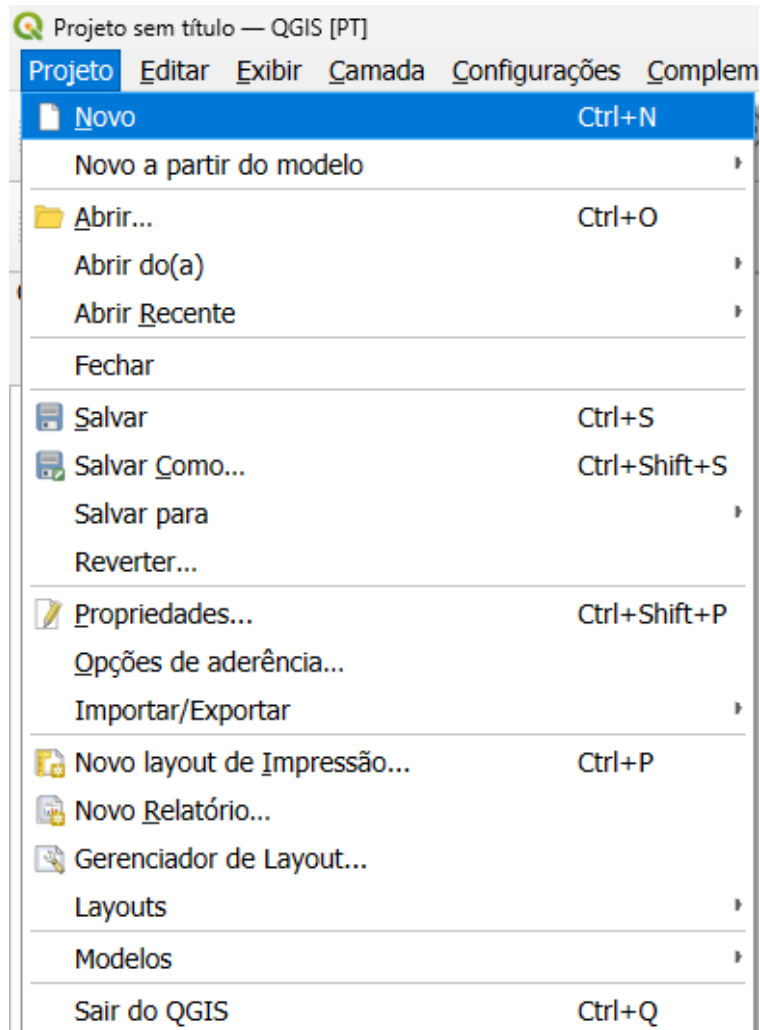 Projeto sem título — QGIS [PT]
Projeto Editar Exibir Camada Configurações Complem
Novo Ctrl+N
Novo a partir do modelo
Abrir... Ctrl+O
Abrir do(a)
Abrir Recente
Fechar
Salvar Ctrl+S
Salvar Como... Ctrl+Shift+S
Salvar para
Reverter...
Propriedades... Ctrl+Shift+P
Opções de aderência...
Importar/Exportar
Novo layout de Impressão... Ctrl+P
Novo Relatório...
Gerenciador de Layout...
Layouts
Modelos
Sair do QGIS Ctrl+Q